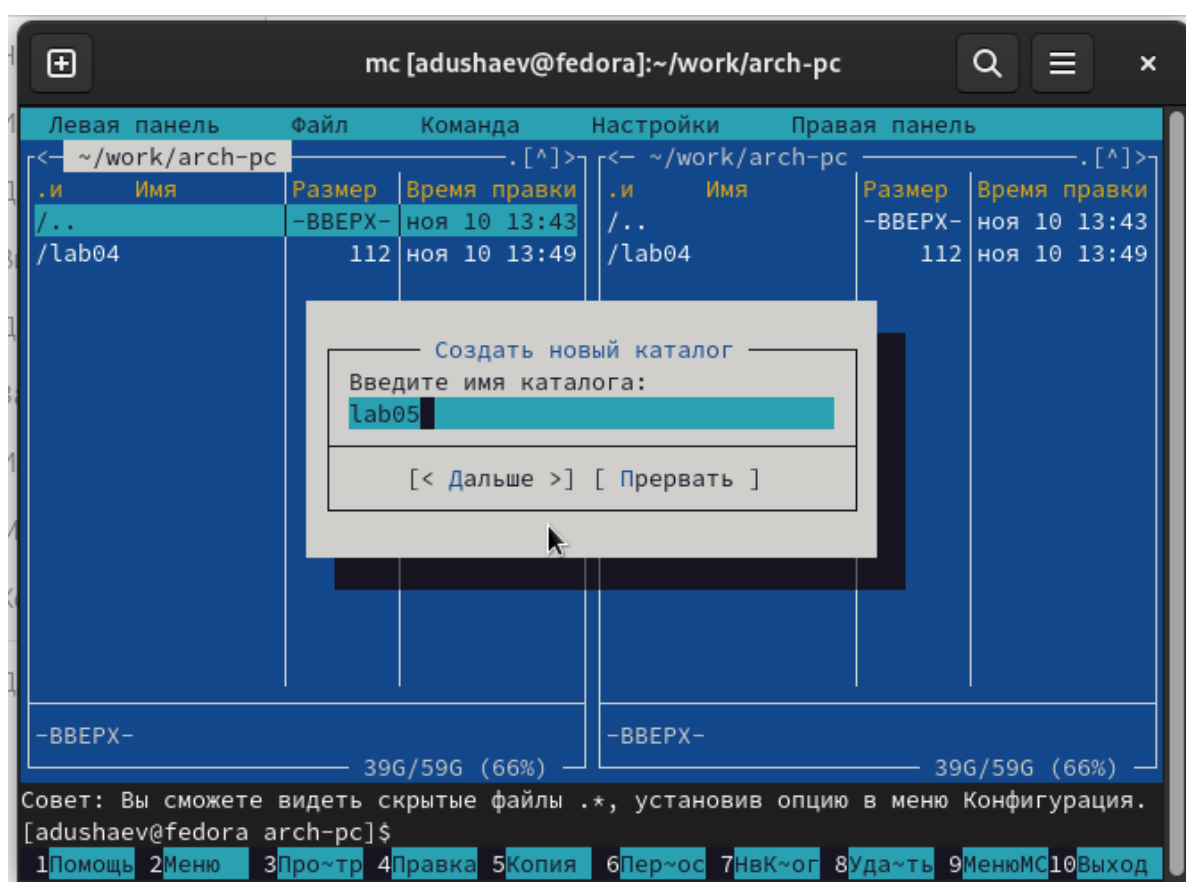 mc [adushaev@fedora]:~/work/arch-pc
Левая панель Файл Команда Настройки Правая панель
<— ~/work/arch-pc .[^]> <— ~/work/arch-pc .[^]>
.и Имя Размер Время правки .и Имя Размер Время правки
/.. -ВВЕРХ- ноя 10 13:43 /.. -ВВЕРХ- ноя 10 13:43
/lab04 112 ноя 10 13:49 /lab04 112 ноя 10 13:49
Создать новый каталог
Введите имя каталога:
lab05
[< Дальше >] [ Прервать ]
-ВВЕРХ- -ВВЕРХ-
39G/59G (66%) 39G/59G (66%)
Совет: Вы сможете видеть скрытые файлы .*, установив опцию в меню Конфигурация.
[adushaev@fedora arch-pc]$
1Помощь 2Меню 3Про~тр 4Правка 5Копия 6Пер~ос 7НвК~ог 8Уда~ть 9МенюMC 10Выход